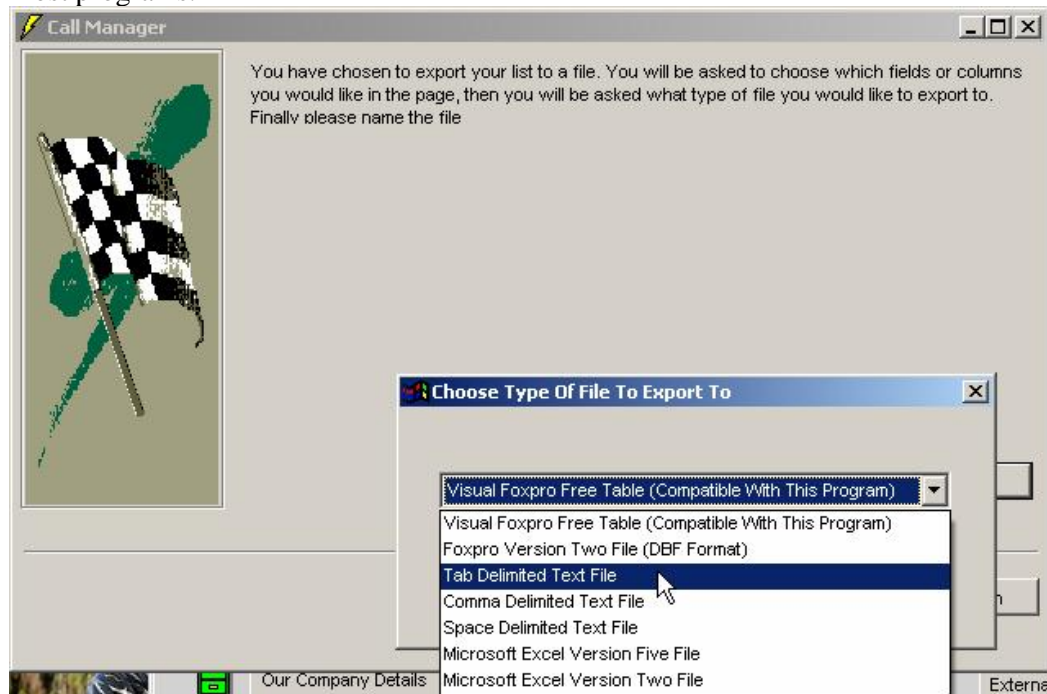 Call Manager
You have chosen to export your list to a file. You will be asked to choose which fields or columns
you would like in the page, then you will be asked what type of file you would like to export to.
Finally please name the file
Choose Type Of File To Export To
Visual Foxpro Free Table (Compatible With This Program)
Visual Foxpro Free Table (Compatible With This Program)
Foxpro Version Two File (DBF Format)
Tab Delimited Text File
Comma Delimited Text File
Space Delimited Text File
Microsoft Excel Version Five File
Microsoft Excel Version Two File
Our Company Details